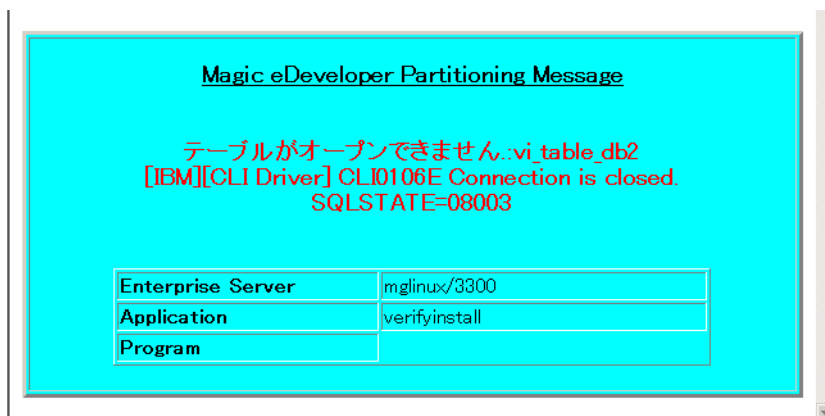 Magic eDeveloper Partitioning Message
テーブルがオープンできません.:vi_table_db2
[IBM][CLI Driver] CLI0106E Connection is closed.
SQLSTATE=08003
Enterprise Server mglinux/3300
Application verifyinstall
Program